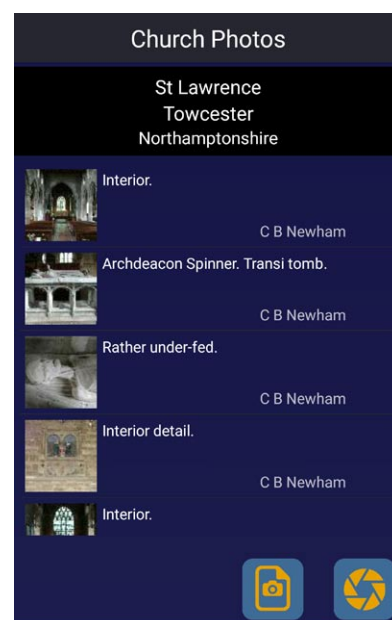 Church Photos
St Lawrence
Towcester
Northamptonshire
Interior.
C B Newham
Archdeacon Spinner. Transi tomb.
C B Newham
Rather under-fed.
C B Newham
Interior detail.
C B Newham
Interior.